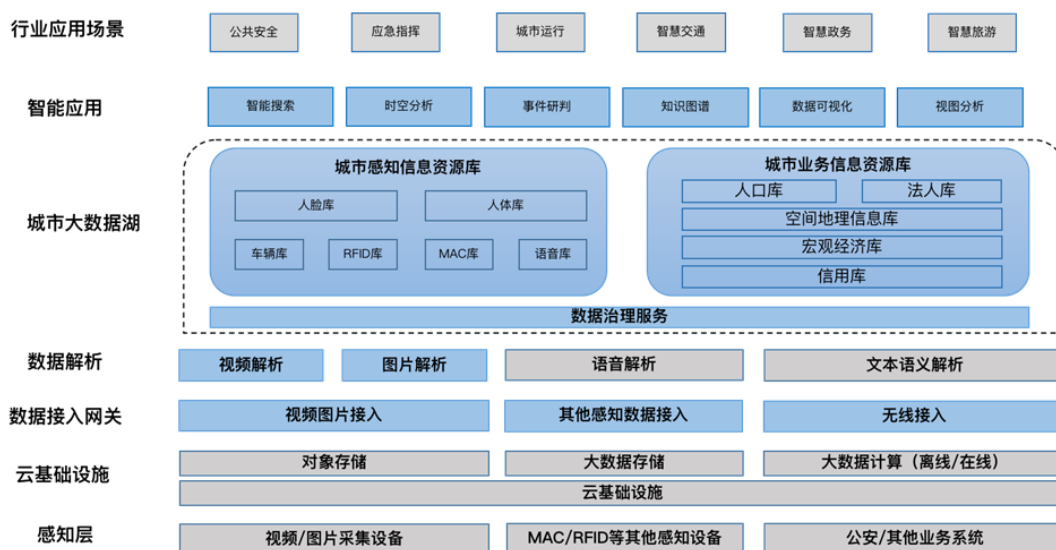 行业应用场景 公共安全 应急指挥 城市运行 智慧交通 智慧政务 智慧旅游
智能应用 智能搜索 时空分析 事件研判 知识图谱 数据可视化 视图分析
城市大数据湖
城市感知信息资源库
人脸库 人体库
车辆库 RFID库 MAC库 语音库
城市业务信息资源库
人口库 法人库
空间地理信息库
宏观经济库
信用库
数据治理服务
数据解析 视频解析 图片解析 语音解析 文本语义解析
数据接入网关 视频图片接入 其他感知数据接入 无线接入
云基础设施 对象存储 大数据存储 大数据计算（离线/在线）
云基础设施
感知层 视频/图片采集设备 MAC/RFID等其他感知设备 公安/其他业务系统